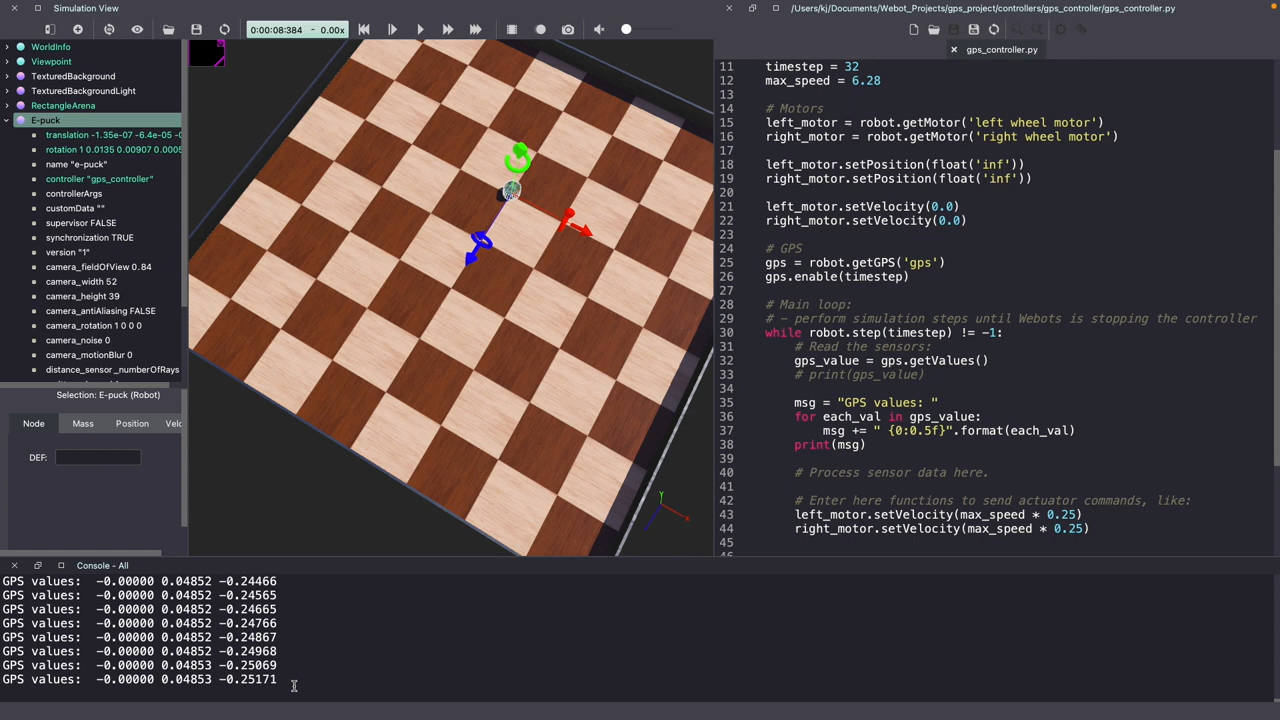 Simulation View
/Users/kj/Documents/Webot_Projects/gps_project/controllers/gps_controller/gps_controller.py
0:00:08:384 - 0.00x
gps_controller.py
WorldInfo
Viewpoint
TexturedBackground
TexturedBackgroundLight
RectangleArena
E-puck
translation -1.35e-07 -6.4e-05
rotation 1 0.0135 0.00907 0.0005
name "e-puck"
controller "gps_controller"
controllerArgs
customData ""
supervisor FALSE
synchronization TRUE
version "1"
camera_fieldOfView 0.84
camera_width 52
camera_height 39
camera_antiAliasing FALSE
camera_rotation 1 0 0 0
camera_noise 0
camera_motionBlur 0
distance_sensor_numberOfRays
Selection: E-puck (Robot)
Node Mass Position Velo
DEF:
Y
X
11 timestep = 32
12 max_speed = 6.28
13
14 # Motors
15 left_motor = robot.getMotor('left wheel motor')
16 right_motor = robot.getMotor('right wheel motor')
17
18 left_motor.setPosition(float('inf'))
19 right_motor.setPosition(float('inf'))
20
21 left_motor.setVelocity(0.0)
22 right_motor.setVelocity(0.0)
23
24 # GPS
25 gps = robot.getGPS('gps')
26 gps.enable(timestep)
27
28 # Main loop:
29 # - perform simulation steps until Webots is stopping the controller
30 while robot.step(timestep) != -1:
31 # Read the sensors:
32 gps_value = gps.getValues()
33 # print(gps_value)
34
35 msg = "GPS values: "
36 for each_val in gps_value:
37 msg += " {0:0.5f}".format(each_val)
38 print(msg)
39
40 # Process sensor data here.
41
42 # Enter here functions to send actuator commands, like:
43 left_motor.setVelocity(max_speed * 0.25)
44 right_motor.setVelocity(max_speed * 0.25)
45
Console - All
GPS values:  -0.00000 0.04852 -0.24466
GPS values:  -0.00000 0.04852 -0.24565
GPS values:  -0.00000 0.04852 -0.24665
GPS values:  -0.00000 0.04852 -0.24766
GPS values:  -0.00000 0.04852 -0.24867
GPS values:  -0.00000 0.04852 -0.24968
GPS values:  -0.00000 0.04853 -0.25069
GPS values:  -0.00000 0.04853 -0.25171